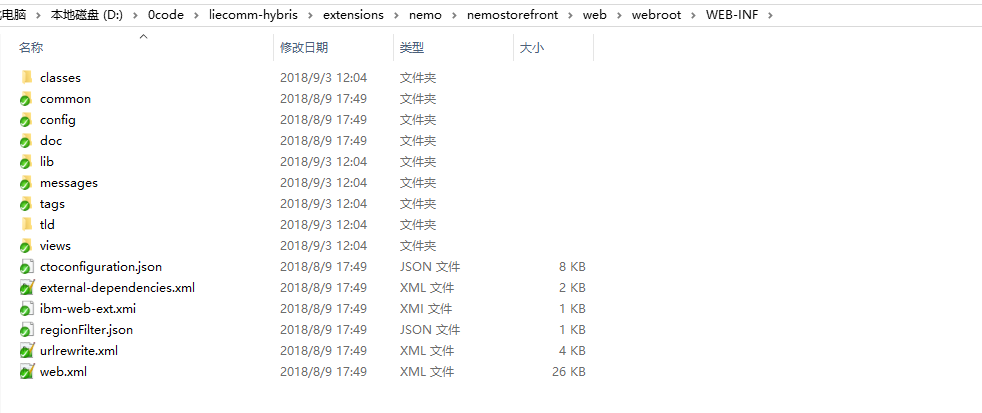 电脑 › 本地磁盘 (D:) › 0code › liecomm-hybris › extensions › nemo › nemostorefront › web › webroot › WEB-INF ›
名称 修改日期 类型 大小
classes 2018/9/3 12:04 文件夹
common 2018/8/9 17:49 文件夹
config 2018/8/9 17:49 文件夹
doc 2018/8/9 17:49 文件夹
lib 2018/9/3 12:04 文件夹
messages 2018/9/3 12:04 文件夹
tags 2018/9/3 12:04 文件夹
tld 2018/9/3 12:04 文件夹
views 2018/9/3 12:04 文件夹
ctoconfiguration.json 2018/8/9 17:49 JSON 文件 8 KB
external-dependencies.xml 2018/8/9 17:49 XML 文件 2 KB
ibm-web-ext.xmi 2018/8/9 17:49 XMI 文件 1 KB
regionFilter.json 2018/8/9 17:49 JSON 文件 1 KB
urlrewrite.xml 2018/8/9 17:49 XML 文件 4 KB
web.xml 2018/8/9 17:49 XML 文件 26 KB